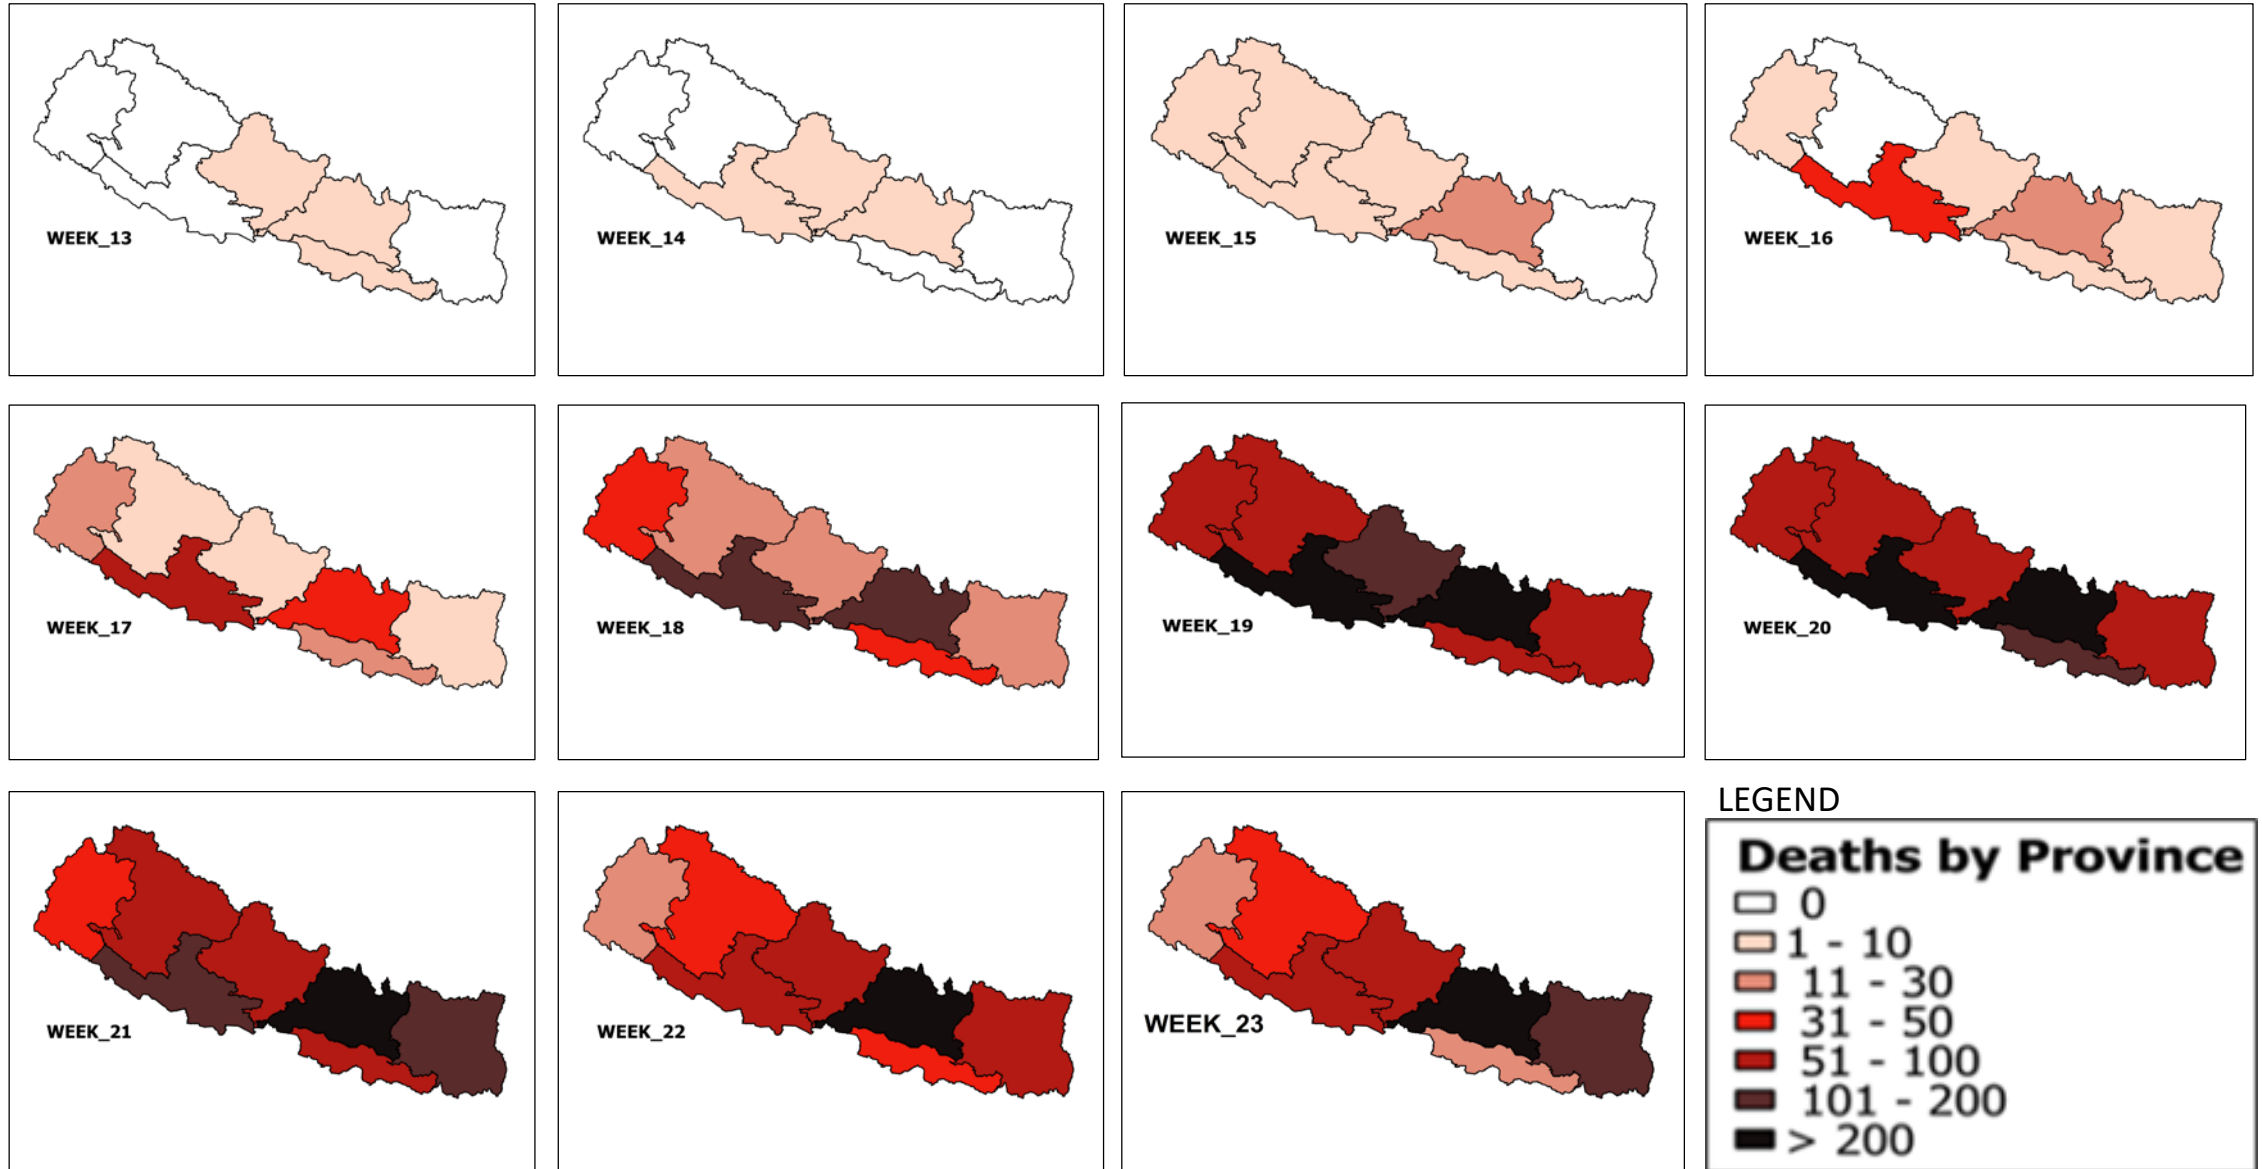 WEEK_13
WEEK_14
WEEK_15
WEEK_16
WEEK_17
WEEK_18
WEEK_19
WEEK_20
WEEK_21
WEEK_22
WEEK_23
LEGEND
Deaths by Province
0
1 - 10
11 - 30
31 - 50
51 - 100
101 - 200
> 200